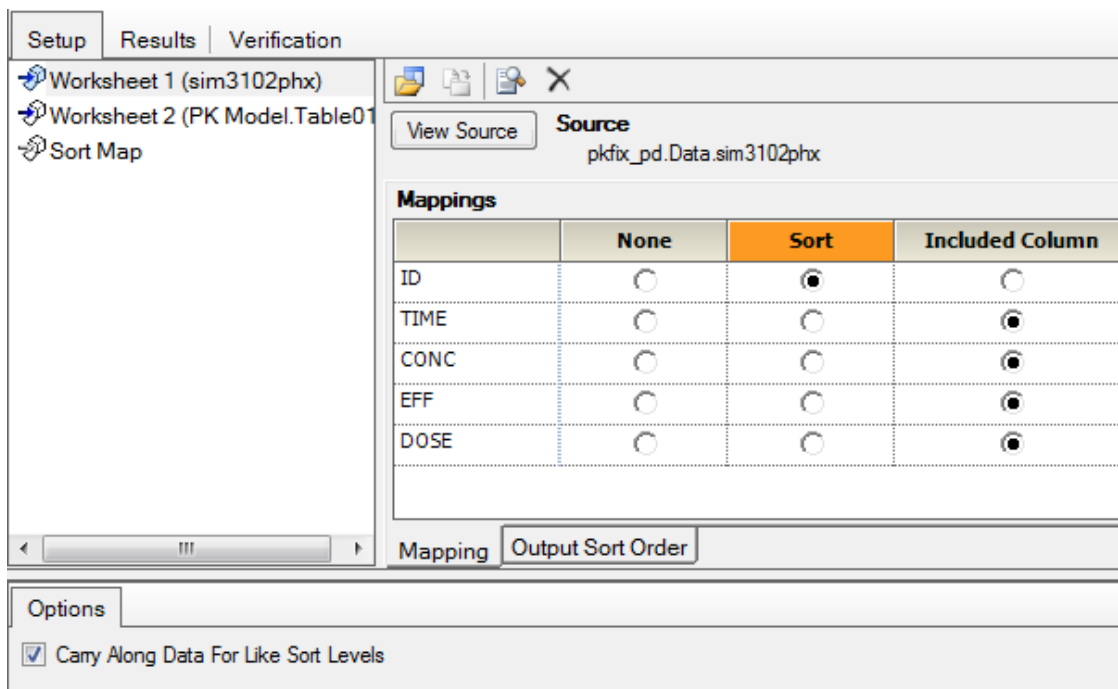 Setup Results Verification
Worksheet 1 (sim3102phx)
Worksheet 2 (PK Model.Table01
Sort Map
View Source
Source
pkfix_pd.Data.sim3102phx
Mappings
None Sort Included Column
ID
TIME
CONC
EFF
DOSE
Mapping Output Sort Order
Options
Carry Along Data For Like Sort Levels